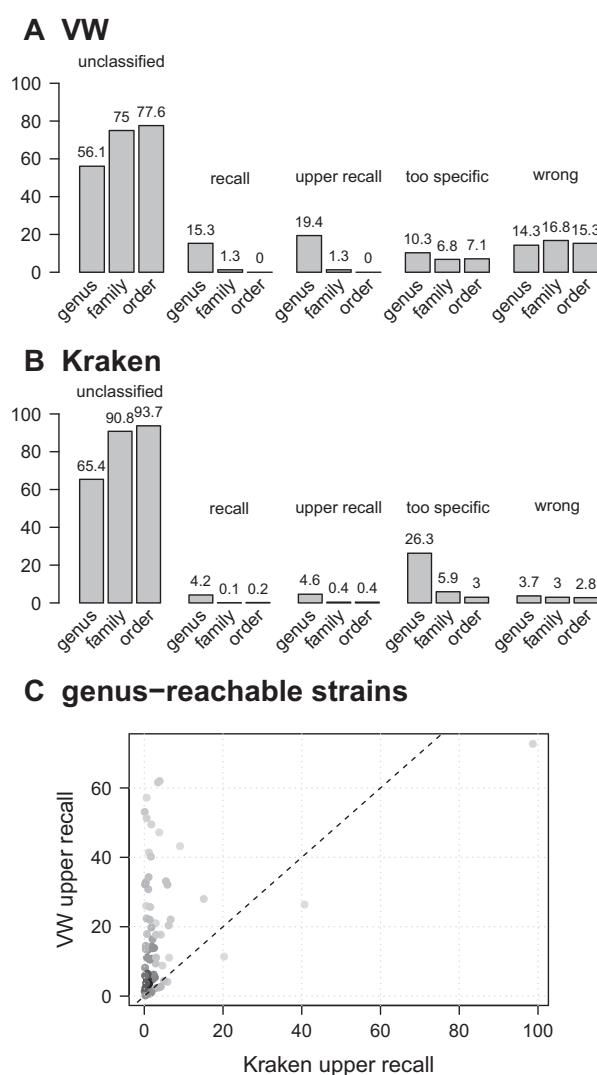 A VW
unclassified
100
80
60
40
20
0
56.1
75
77.6
genus
family
order
recall
15.3
1.3
0
genus
family
order
upper recall
19.4
1.3
0
genus
family
order
too specific
10.3
6.8
7.1
genus
family
order
wrong
14.3
16.8
15.3
genus
family
order
B Kraken
unclassified
100
80
60
40
20
0
65.4
90.8
93.7
genus
family
order
recall
4.2
0.1
0.2
genus
family
order
upper recall
4.6
0.4
0.4
genus
family
order
too specific
26.3
5.9
3
genus
family
order
wrong
3.7
3
2.8
genus
family
order
C genus−reachable strains
VW upper recall
60
40
20
0
0 20 40 60 80 100
Kraken upper recall